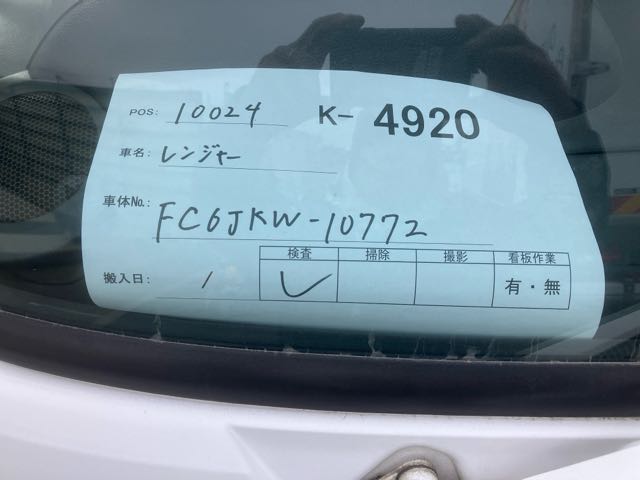 POS: 10024 K- 4920
車名: レンジャー
車体No.: FC6JKW-10772
検査 掃除 撮影 看板作業
搬入日: / レ 有・無